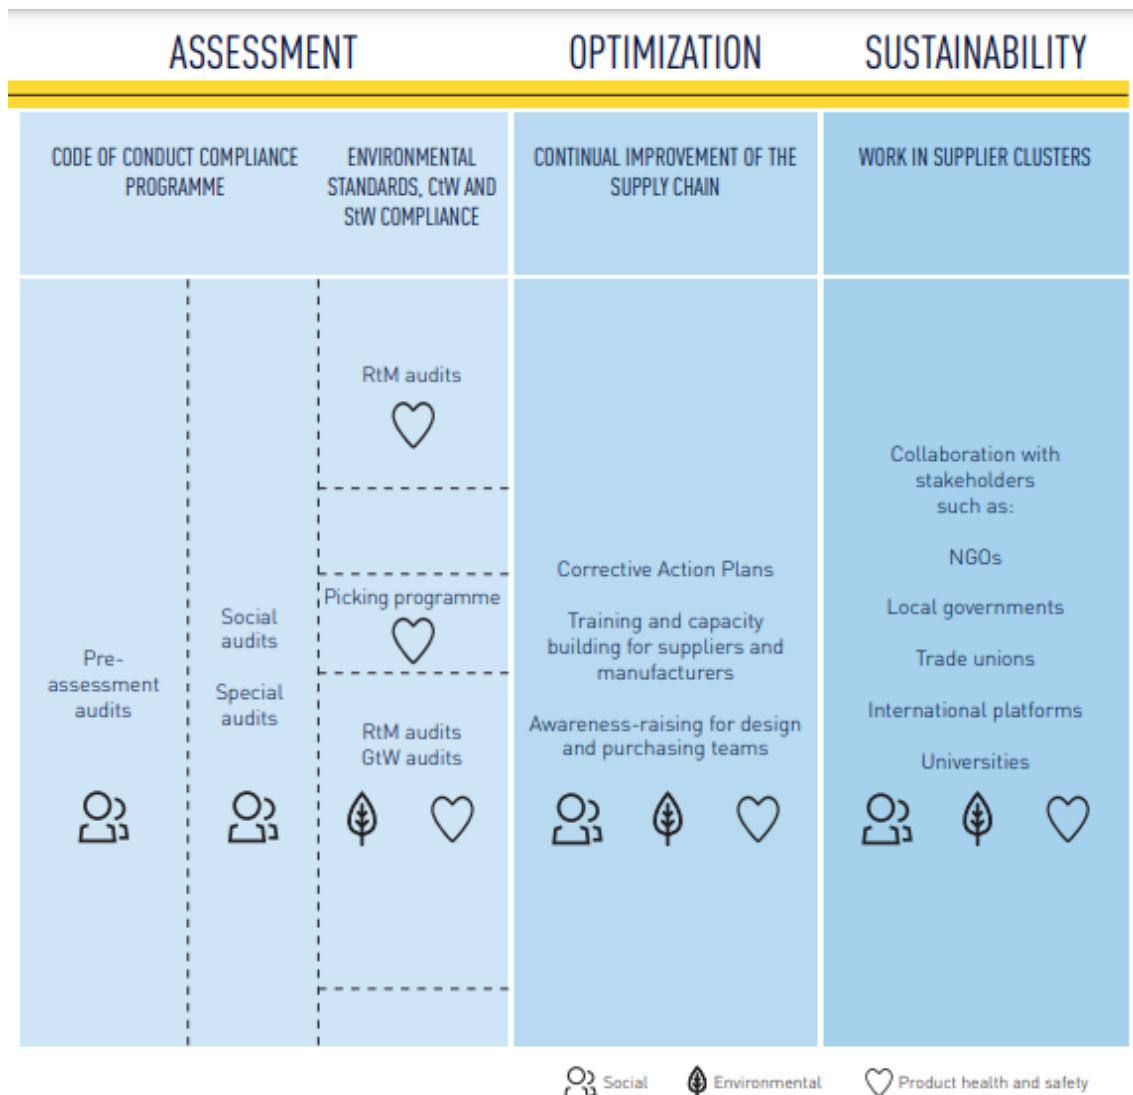 ASSESSMENT
OPTIMIZATION
SUSTAINABILITY
CODE OF CONDUCT COMPLIANCE
PROGRAMME
ENVIRONMENTAL
STANDARDS, CtW AND
StW COMPLIANCE
CONTINUAL IMPROVEMENT OF THE
SUPPLY CHAIN
WORK IN SUPPLIER CLUSTERS
Pre-
assessment
audits
Social
audits
Special
audits
RtM audits
Picking programme
RtM audits
GtW audits
Corrective Action Plans
Training and capacity
building for suppliers and
manufacturers
Awareness-raising for design
and purchasing teams
Collaboration with
stakeholders
such as:
NGOs
Local governments
Trade unions
International platforms
Universities
Social
Environmental
Product health and safety